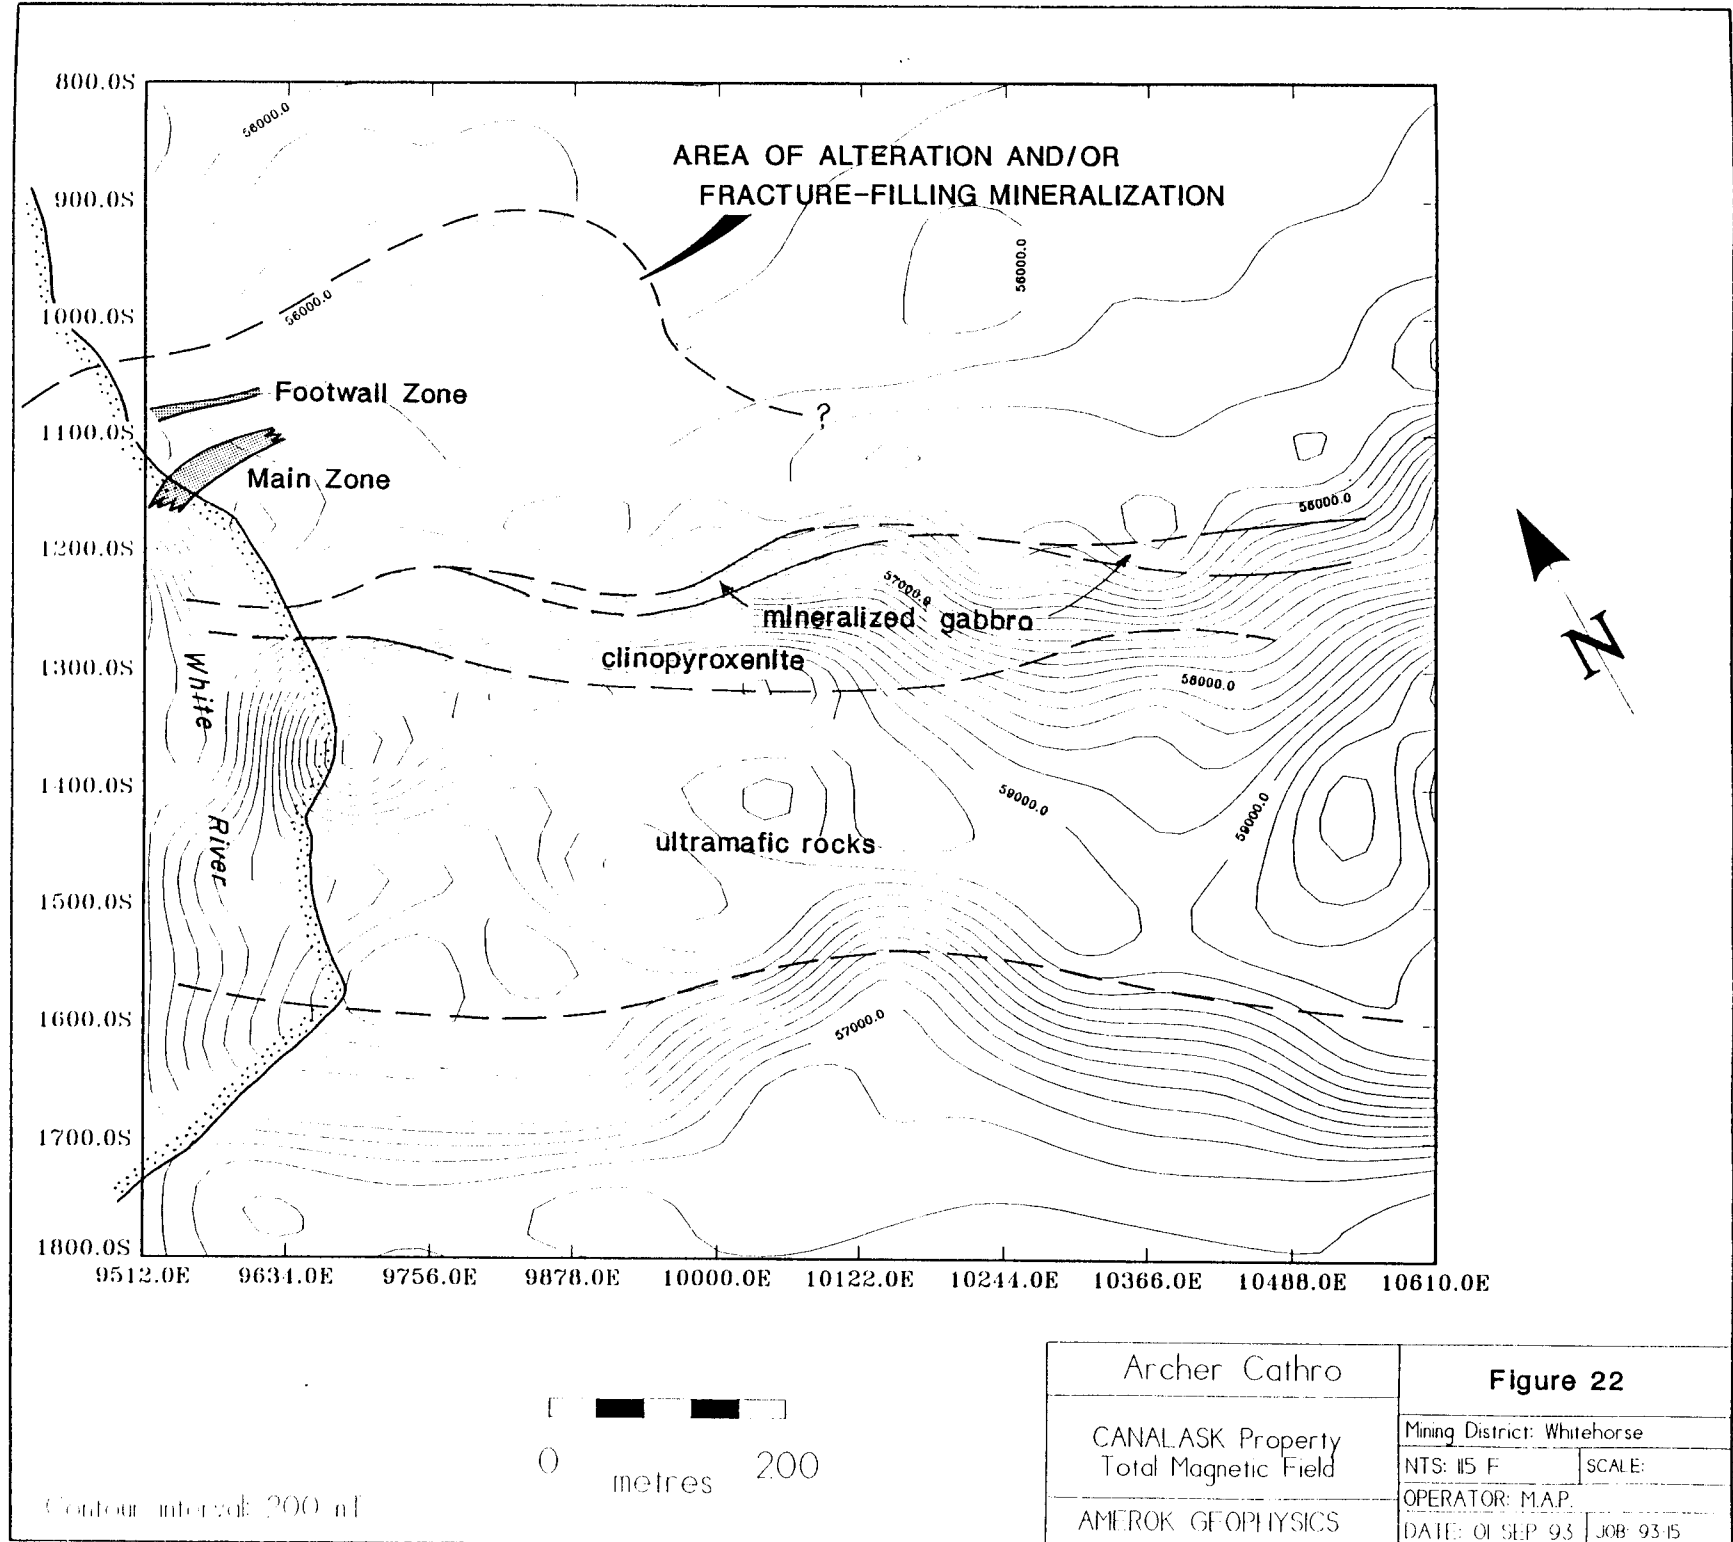 800.0S
56000.0
AREA OF ALTERATION AND/OR
FRACTURE-FILLING MINERALIZATION
900.0S
56000.0
56000.0
1000.0S
Footwall Zone
1100.0S
?
Main Zone
56000.0
1200.0S
57000.0
mineralized gabbro
clinopyroxenite
1300.0S
White
58000.0
1400.0S
59000.0
59000.0
River
ultramafic rocks
1500.0S
1600.0S
57000.0
1700.0S
1800.0S
9512.0E 9634.0E 9756.0E 9878.0E 10000.0E 10122.0E 10244.0E 10366.0E 10488.0E 10610.0E
N
0 metres 200
Contour interval: 200 nT
Archer Cathro
CANALASK Property
Total Magnetic Field
AMEROK GEOPHYSICS
Figure 22
Mining District: Whitehorse
NTS: 115 F SCALE:
OPERATOR: M.A.P.
DATE: 01 SEP 93 JOB: 93-15